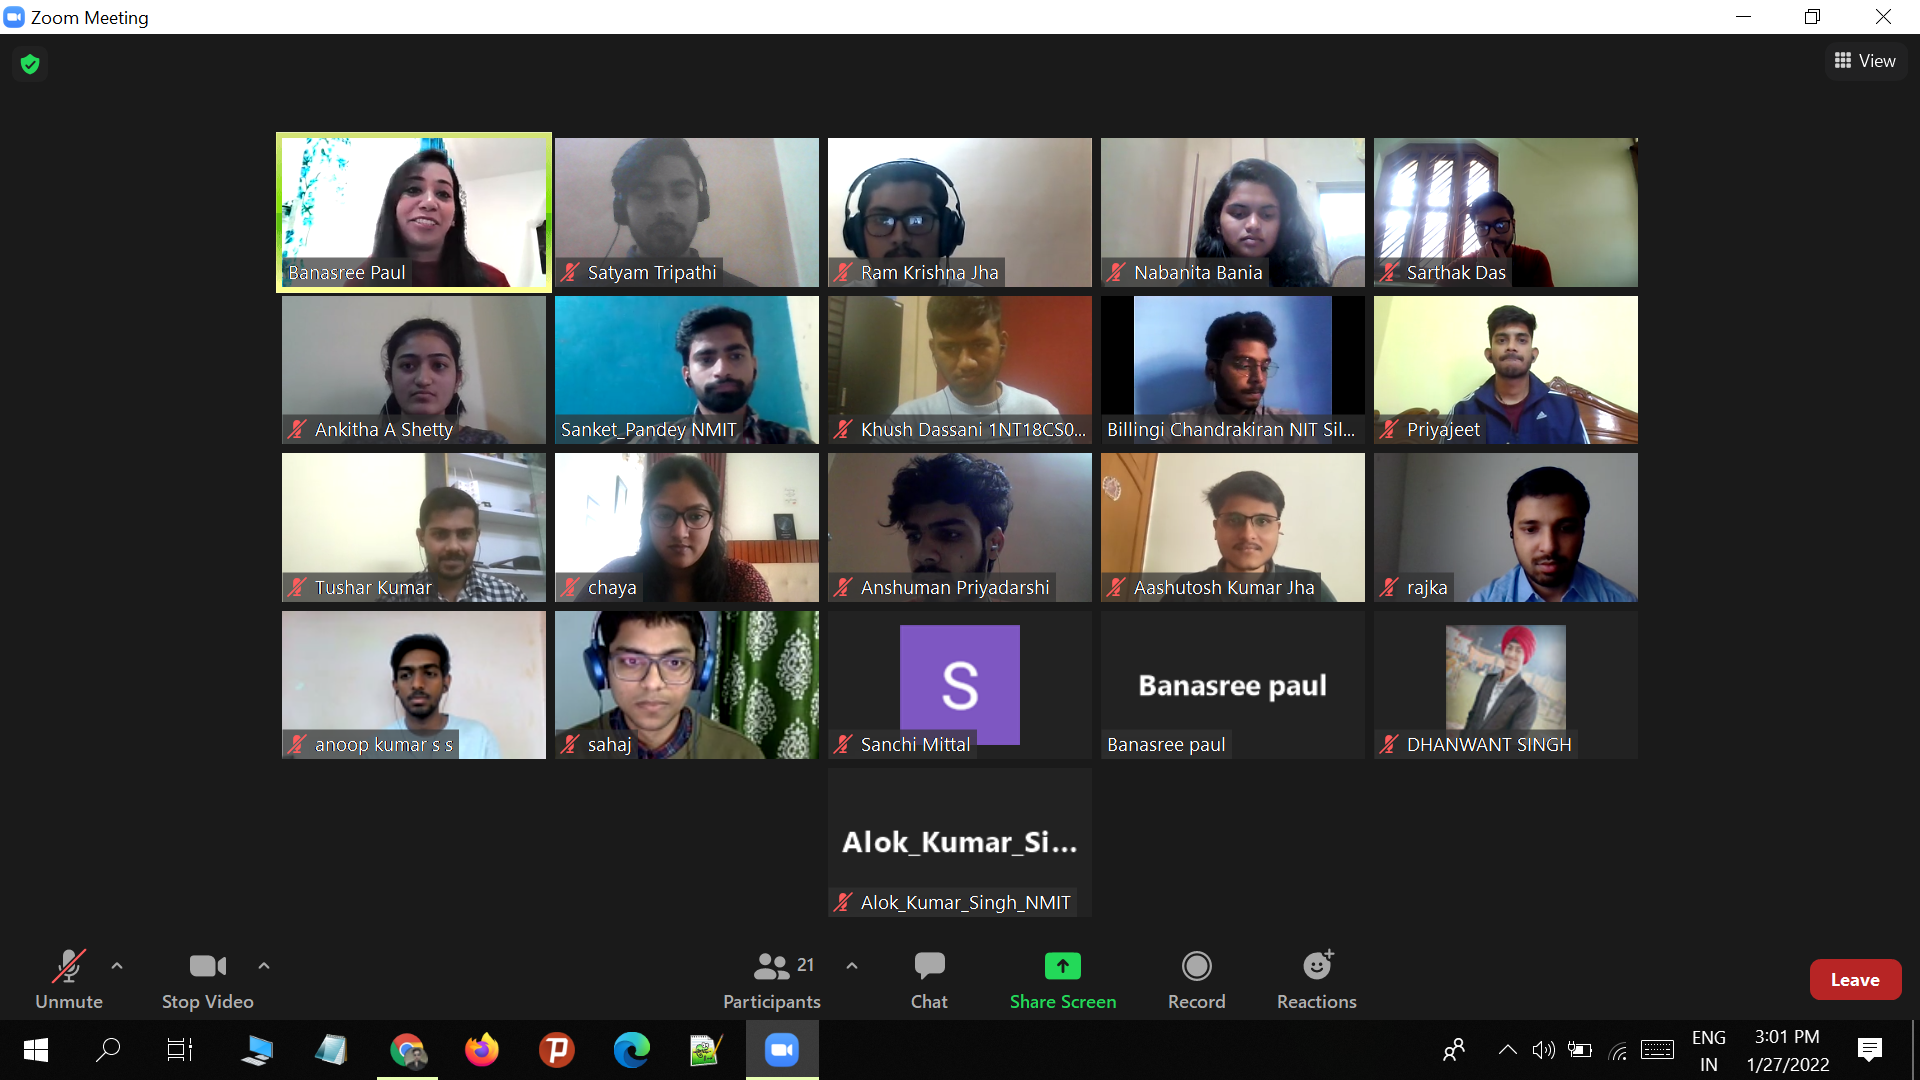 Zoom Meeting
View
Banasree Paul
Satyam Tripathi
Ram Krishna Jha
Nabanita Bania
Sarthak Das
Ankitha A Shetty
Sanket_Pandey NMIT
Khush Dassani 1NT18CS0...
Billingi Chandrakiran NIT Sil...
Priyajeet
Tushar Kumar
chaya
Anshuman Priyadarshi
Aashutosh Kumar Jha
rajka
anoop kumar s s
sahaj
S
Sanchi Mittal
Banasree paul
Banasree paul
DHANWANT SINGH
Alok_Kumar_Si...
Alok_Kumar_Singh_NMIT
Unmute
Stop Video
21
Participants
Chat
Share Screen
Record
Reactions
Leave
ENG
IN
3:01 PM
1/27/2022